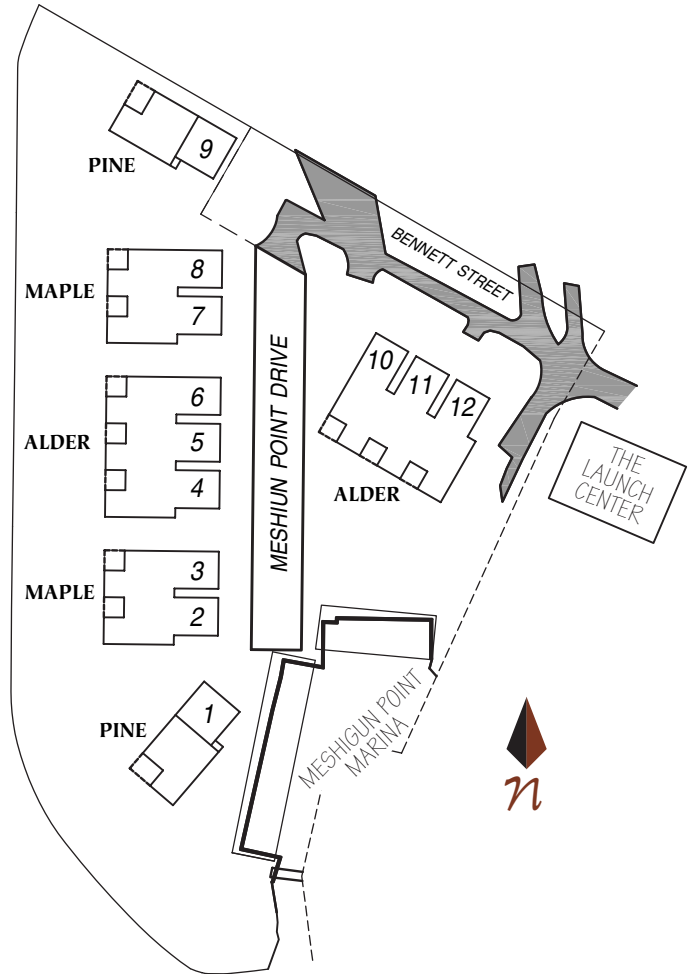 9
PINE
BENNETT STREET
8
MAPLE
7
10
11
12
6
ALDER
5
4
MESHIUN POINT DRIVE
ALDER
THE
LAUNCH
CENTER
3
MAPLE
2
1
PINE
MESHIGUN POINT
MARINA
n